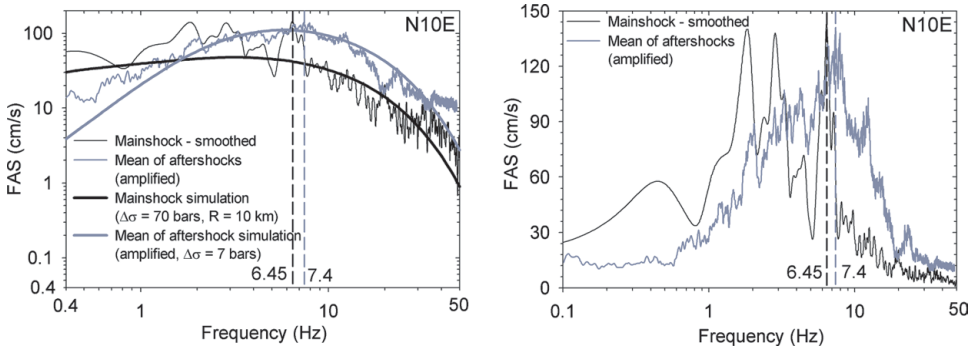 N10E
FAS (cm/s)
100
10
1
0.1
Mainshock - smoothed
Mean of aftershocks
(amplified)
Mainshock simulation
(Δσ = 70 bars, R = 10 km)
Mean of aftershock simulation
(amplified, Δσ = 7 bars)
6.45 7.4
0.4 1 10 50
0.4
Frequency (Hz)
N10E
FAS (cm/s)
150
120
90
60
30
0
Mainshock - smoothed
Mean of aftershocks
(amplified)
6.45 7.4
0.1 1 10 50
Frequency (Hz)